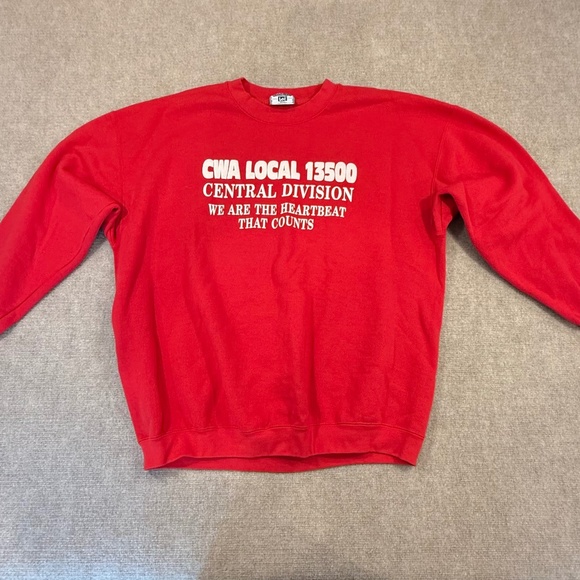 CWA LOCAL 13500
CENTRAL DIVISION
WE ARE THE HEARTBEAT
THAT COUNTS